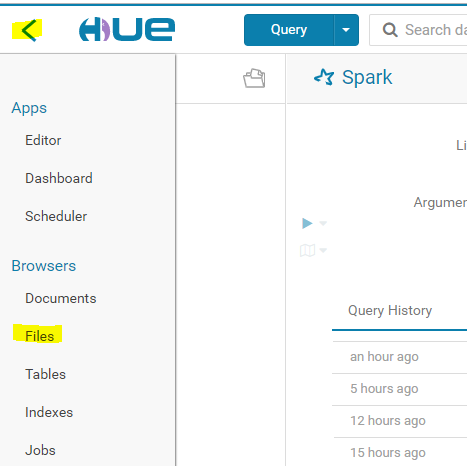 HUE
Query
Search da
Apps
Editor
Dashboard
Scheduler
Browsers
Documents
Files
Tables
Indexes
Jobs
Spark
Li
Argumer
Query History
an hour ago
5 hours ago
12 hours ago
15 hours ago